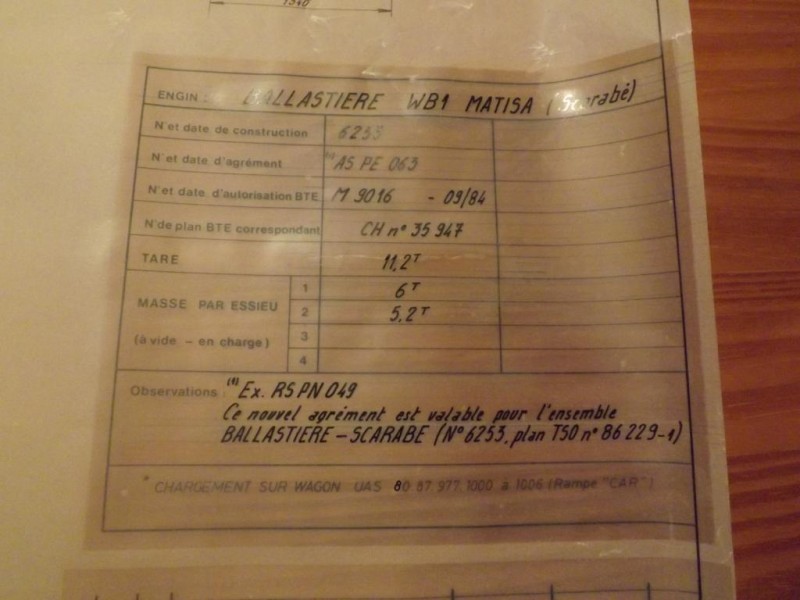 1340
ENGIN : BALLASTIERE WB1 MATISA (Scarabé)
N°et date de construction 6253
N°et date d'agrément (*) AS PE 063
N°et date d'autorisation BTE M 9016 - 09/84
N°de plan BTE correspondant CH n° 35 947
TARE 11,2T
MASSE PAR ESSIEU
(à vide - en charge)
1 6T
2 5,2T
3
4
Observations : (*) Ex. RS PN 049
Ce nouvel agrément est valable pour l'ensemble
BALLASTIERE-SCARABE (N°6253, plan T50 n° 86 229-1)
* CHARGEMENT SUR WAGON UAS 80 87 977 1000 à 1006 (Rampe "CAR")